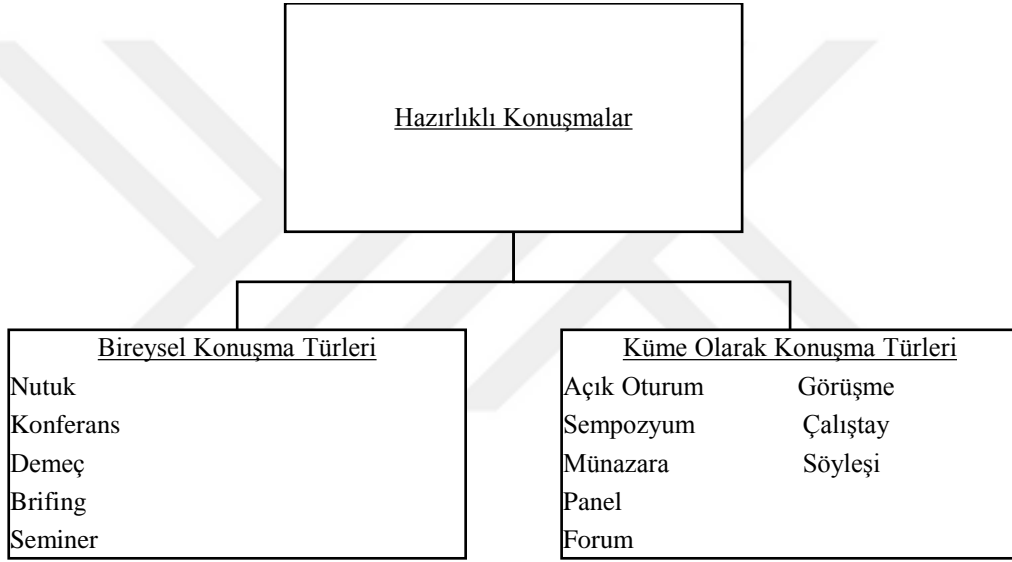 Hazırlıklı Konuşmalar
Bireysel Konuşma Türleri
Nutuk
Konferans
Demeç
Brifing
Seminer
Küme Olarak Konuşma Türleri
Açık Oturum Görüşme
Sempozyum Çalıştay
Münazara Söyleşi
Panel
Forum